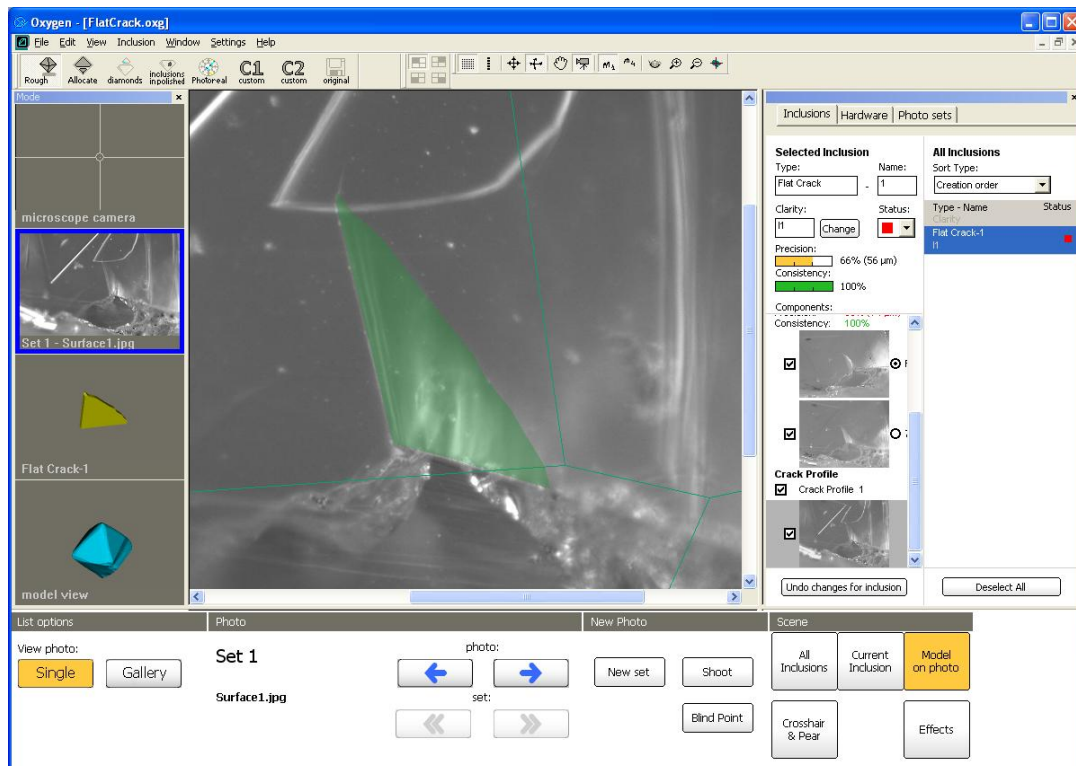 Oxygen - [FlatCrack.oxg]
File Edit View Inclusion Window Settings Help
Rough Allocate diamonds inclusions inpolished Photoreal C1 custom C2 custom original
Mode
microscope camera
Set 1 - Surface1.jpg
Flat Crack-1
model view
Inclusions Hardware Photo sets
Selected Inclusion
Type: Name:
Flat Crack - 1
Clarity: Status:
I1 Change
Precision:
66% (56 µm)
Consistency:
100%
Components:
Consistency: 100%
Crack Profile
Crack Profile 1
Undo changes for inclusion
All Inclusions
Sort Type:
Creation order
Type - Name Status
Clarity
Flat Crack-1
I1
Deselect All
List options
View photo:
Single Gallery
Photo
Set 1
Surface1.jpg
photo:
set:
New Photo
New set Shoot
Blind Point
Scene
All Inclusions
Current Inclusion
Model on photo
Crosshair & Pear
Effects